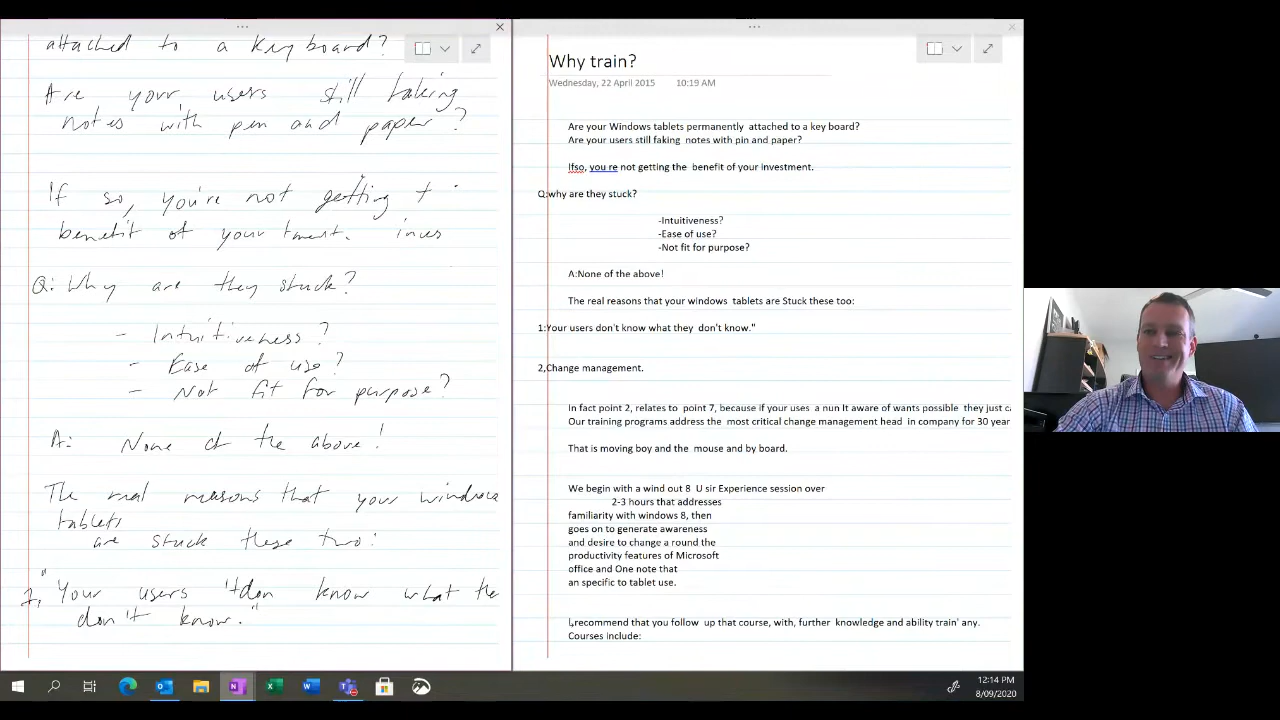 attached to a keyboard?
Are your users still taking
notes with pen and paper?
If so, you're not getting t
benefit of your tment. inves
Q: Why are they stuck?
- Intuitiveness?
- Ease of use?
- Not fit for purpose?
A: None of the above!
The real reasons that your windows
tablets
are stuck these two:
"Your users don't know what the
don't know."
Why train?
Wednesday, 22 April 2015 10:19 AM
Are your Windows tablets permanently attached to a key board?
Are your users still faking notes with pin and paper?
Ifso, you re not getting the benefit of your investment.
Q:why are they stuck?
-Intuitiveness?
-Ease of use?
-Not fit for purpose?
A:None of the above!
The real reasons that your windows tablets are Stuck these too:
1:Your users don't know what they don't know."
2,Change management.
In fact point 2, relates to point 7, because if your uses a nun It aware of wants possible they just ca
Our training programs address the most critical change management head in company for 30 year
That is moving boy and the mouse and by board.
We begin with a wind out 8 U sir Experience session over
2-3 hours that addresses
familiarity with windows 8, then
goes on to generate awareness
and desire to change a round the
productivity features of Microsoft
office and One note that
an specific to tablet use.
I,recommend that you follow up that course, with, further knowledge and ability train' any.
Courses include:
12:14 PM
8/09/2020